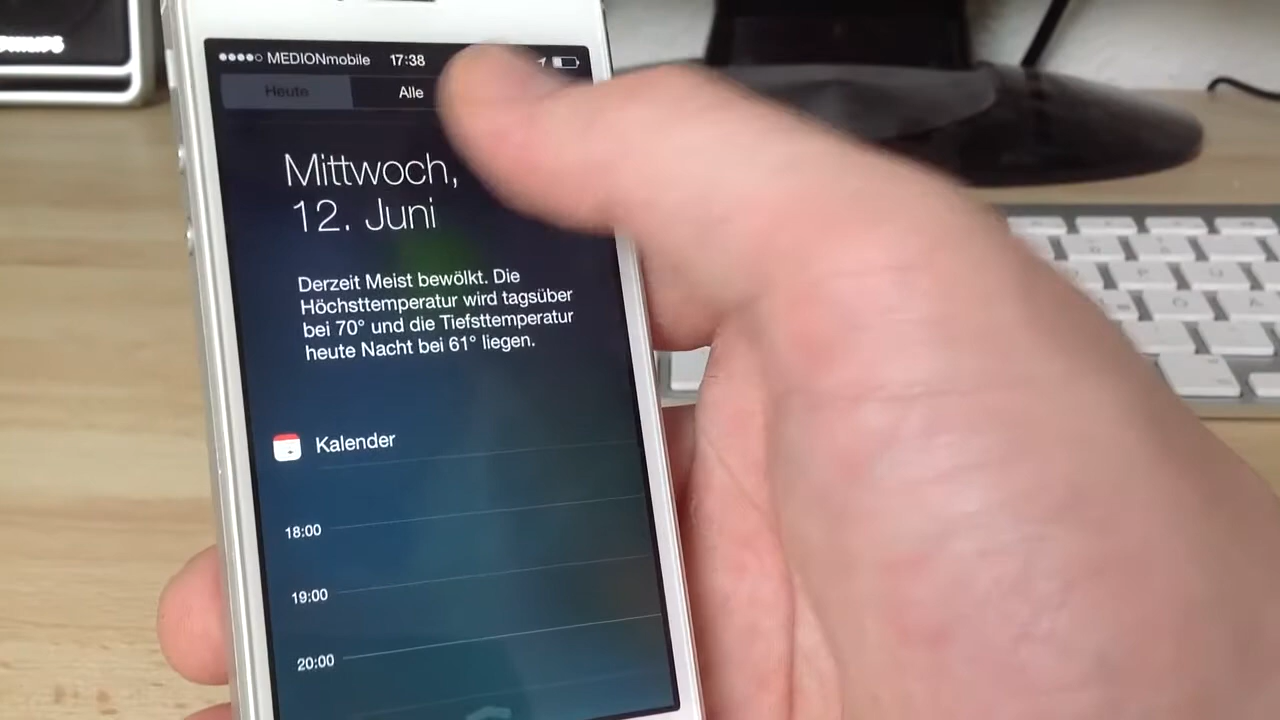 PHILIPS
MEDIONmobile 17:38
Heute Alle
Mittwoch,
12. Juni
Derzeit Meist bewölkt. Die
Höchsttemperatur wird tagsüber
bei 70° und die Tiefsttemperatur
heute Nacht bei 61° liegen.
Kalender
18:00
19:00
20:00